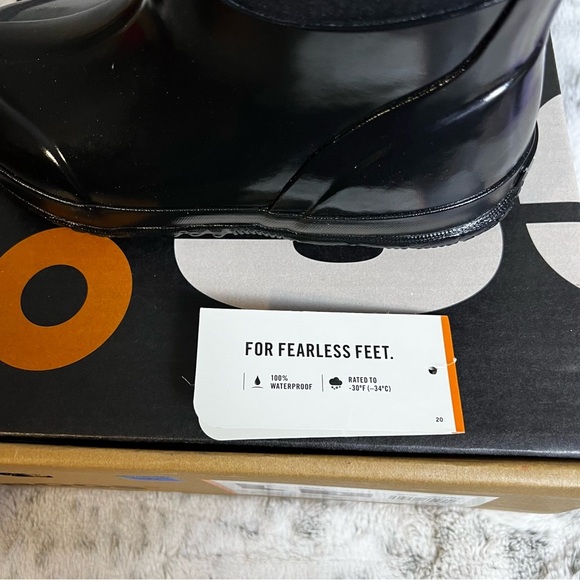 FOR FEARLESS FEET.
100%
WATERPROOF
RATED TO
-30°F (-34°C)
20